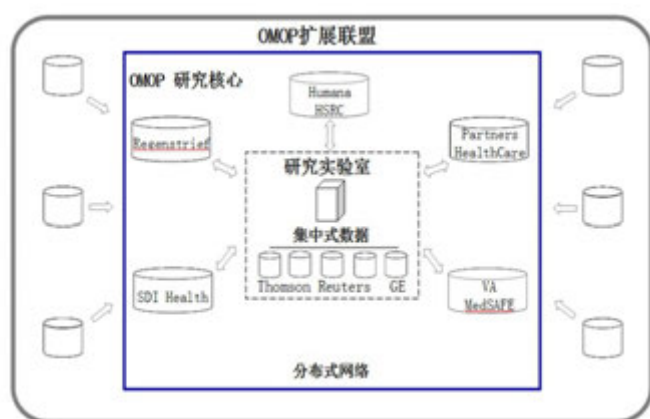 OMOP扩展联盟
OMOP 研究核心
Humana
HSRC
Regenstrief
Partners
HealthCare
研究实验室
集中式数据
Thomson Reuters GE
SDI Health
VA
MedSAFE
分布式网络